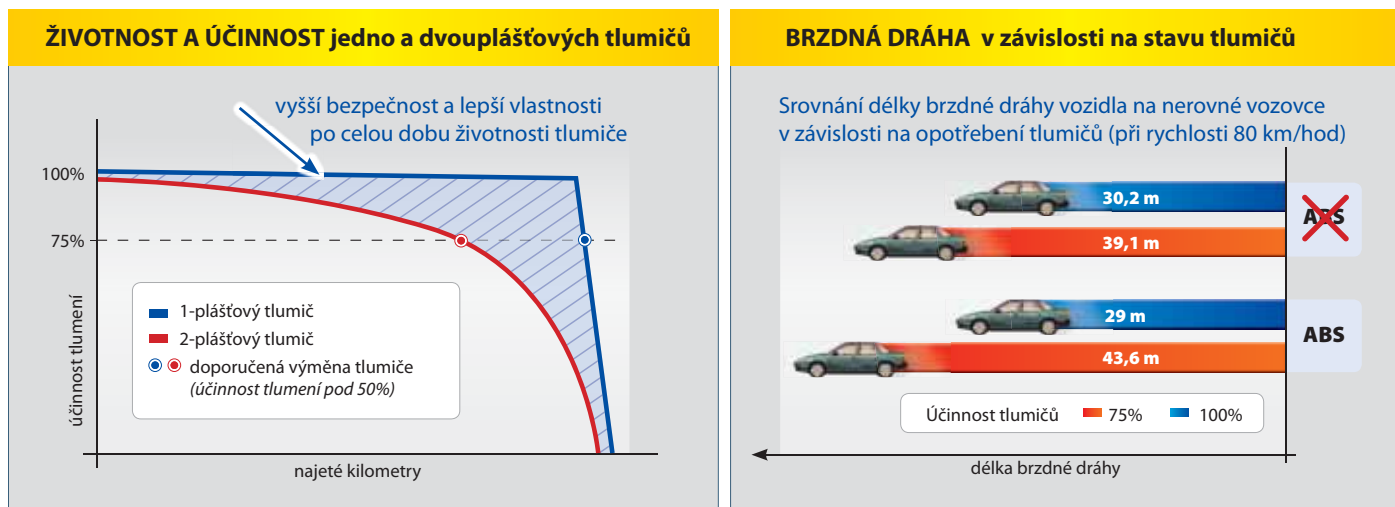 ŽIVOTNOST A ÚČINNOST jedno a dvouplášťových tlumičů
vyšší bezpečnost a lepší vlastnosti
po celou dobu životnosti tlumiče
100%
75%
účinnost tlumení
1-plášťový tlumič
2-plášťový tlumič
doporučená výměna tlumiče
(účinnost tlumení pod 50%)
najeté kilometry
BRZDNÁ DRÁHA v závislosti na stavu tlumičů
Srovnání délky brzdné dráhy vozidla na nerovné vozovce
v závislosti na opotřebení tlumičů (při rychlosti 80 km/hod)
30,2 m
ABS
39,1 m
29 m
ABS
43,6 m
Účinnost tlumičů 75% 100%
délka brzdné dráhy